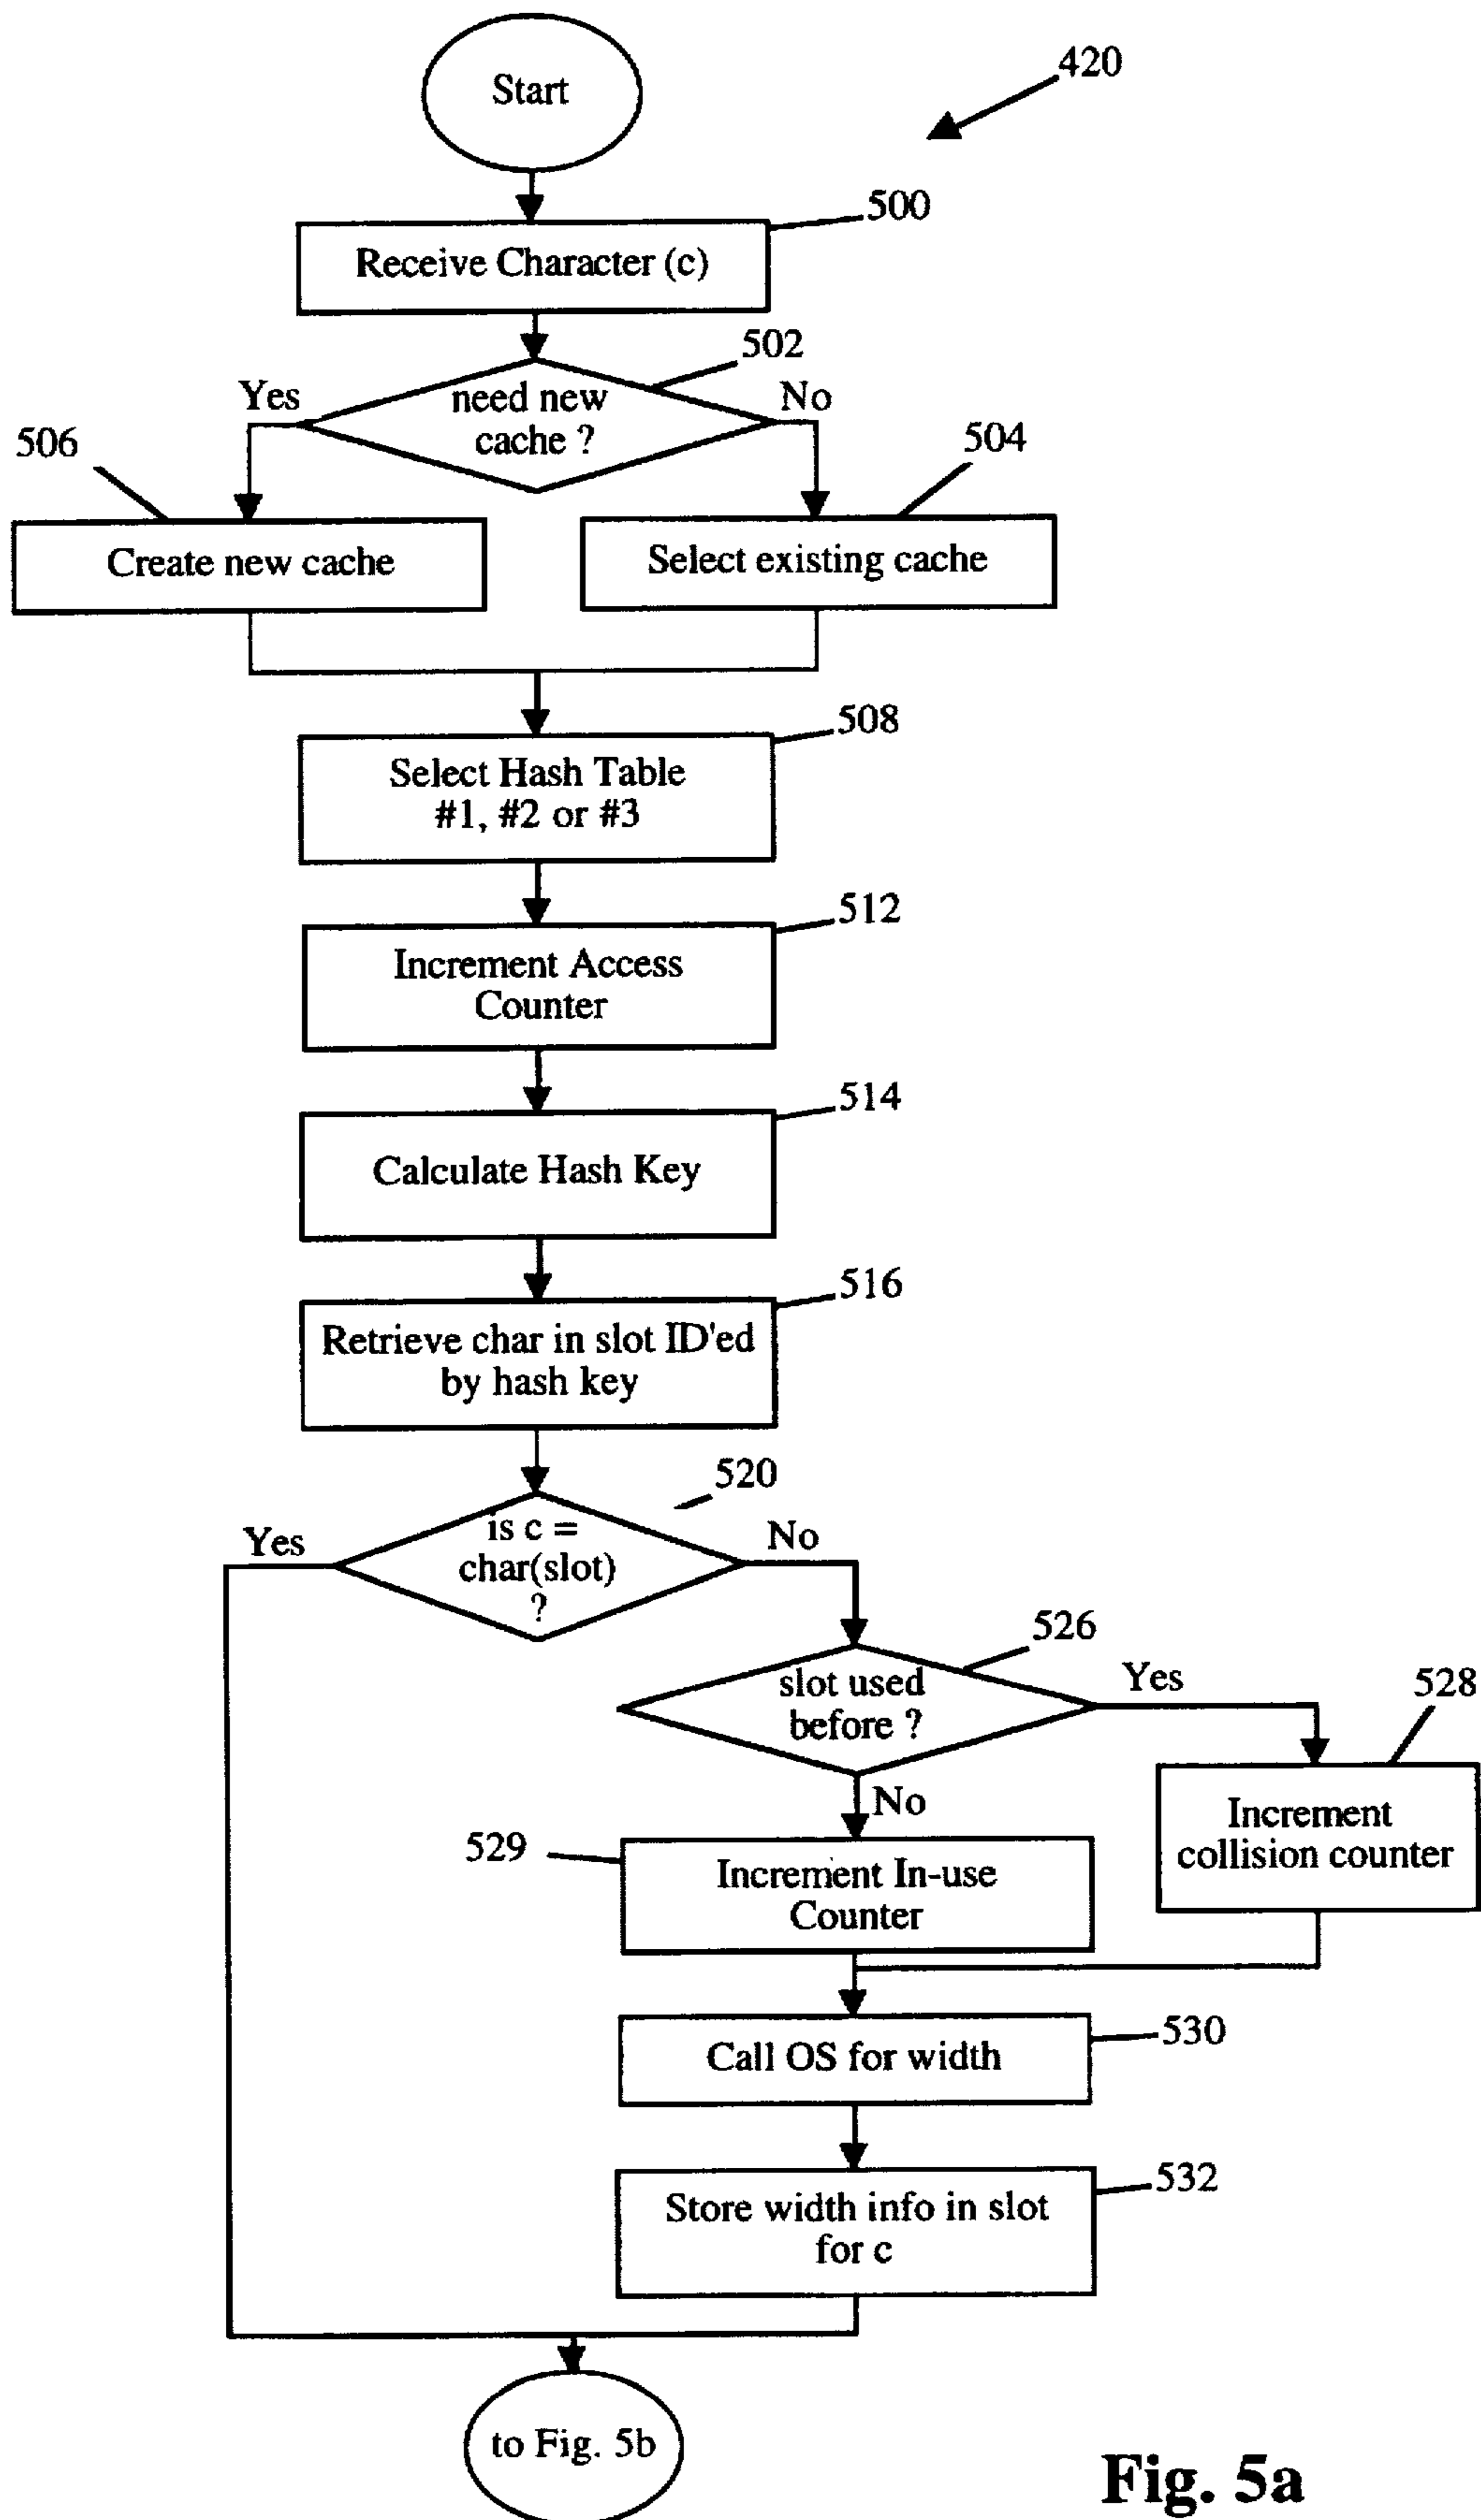 Start
420
500
Receive Character (c)
502
Yes
need new
cache ?
No
506
504
Create new cache
Select existing cache
508
Select Hash Table
#1, #2 or #3
512
Increment Access
Counter
514
Calculate Hash Key
516
Retrieve char in slot ID'ed
by hash key
520
Yes
is c =
char(slot)
?
No
526
slot used
before ?
Yes
528
No
529
Increment In-use
Counter
Increment
collision counter
530
Call OS for width
532
Store width info in slot
for c
to Fig. 5b
Fig. 5a